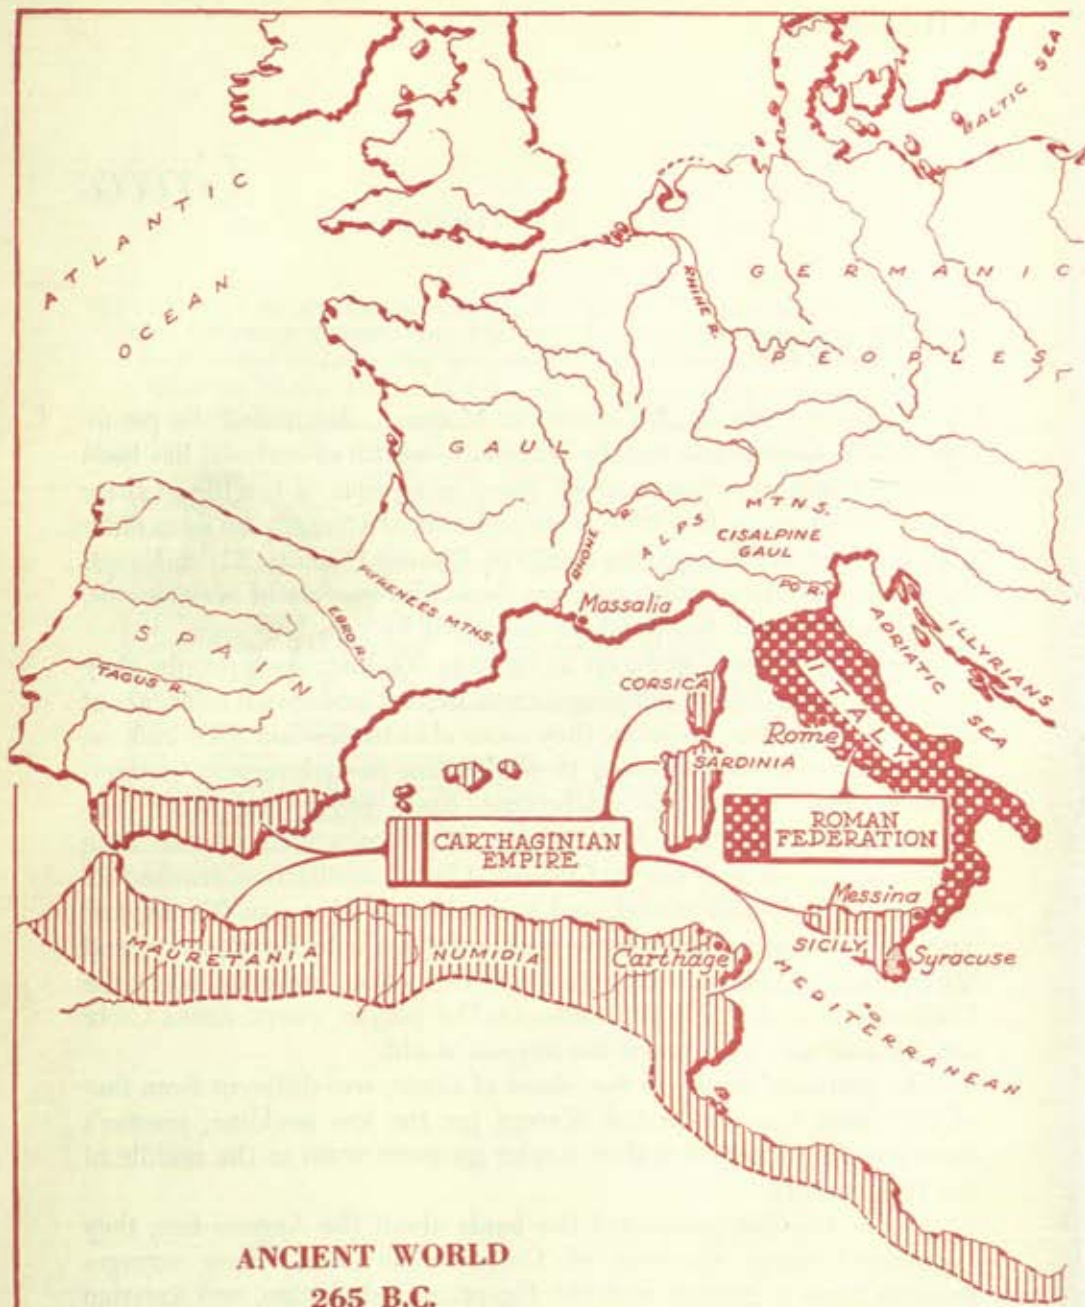 BALTIC SEA
ATLANTIC
OCEAN
GERMANIC
PEOPLES
RHINE R.
GAUL
ALPS MTNS.
CISALPINE
GAUL
RHONE R.
PO R.
Massalia
PYRENEES MTNS.
EBRO R.
SPAIN
TAGUS R.
ADRIATIC SEA
ILLYRIANS
CORSICA
ITALY
Rome
SARDINIA
CARTHAGINIAN
EMPIRE
ROMAN
FEDERATION
Messina
SICILY
Syracuse
MAURETANIA
NUMIDIA
Carthage
MEDITERRANEAN
ANCIENT WORLD
265 B.C.